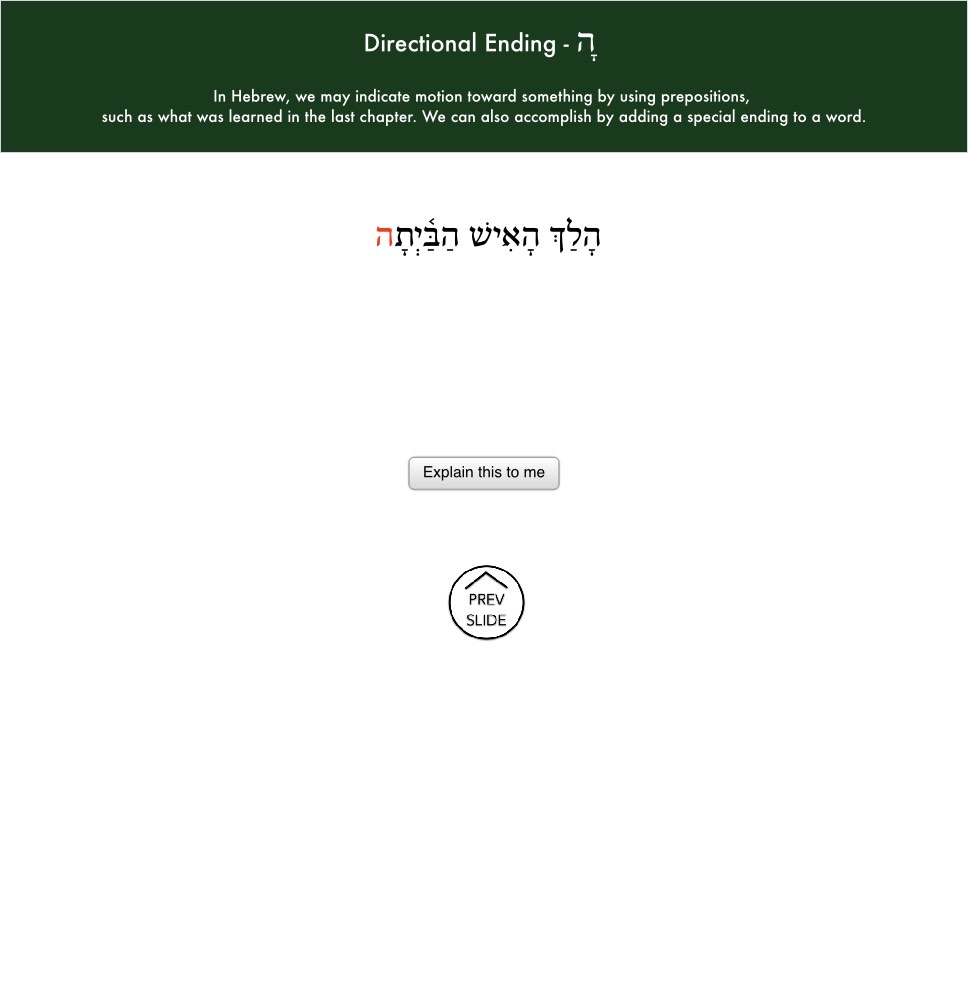 Directional Ending - הָ
In Hebrew, we may indicate motion toward something by using prepositions,
such as what was learned in the last chapter. We can also accomplish by adding a special ending to a word.
הָלַךְ הָאִישׁ הַבַּ֫יְתָה
Explain this to me
PREV
SLIDE